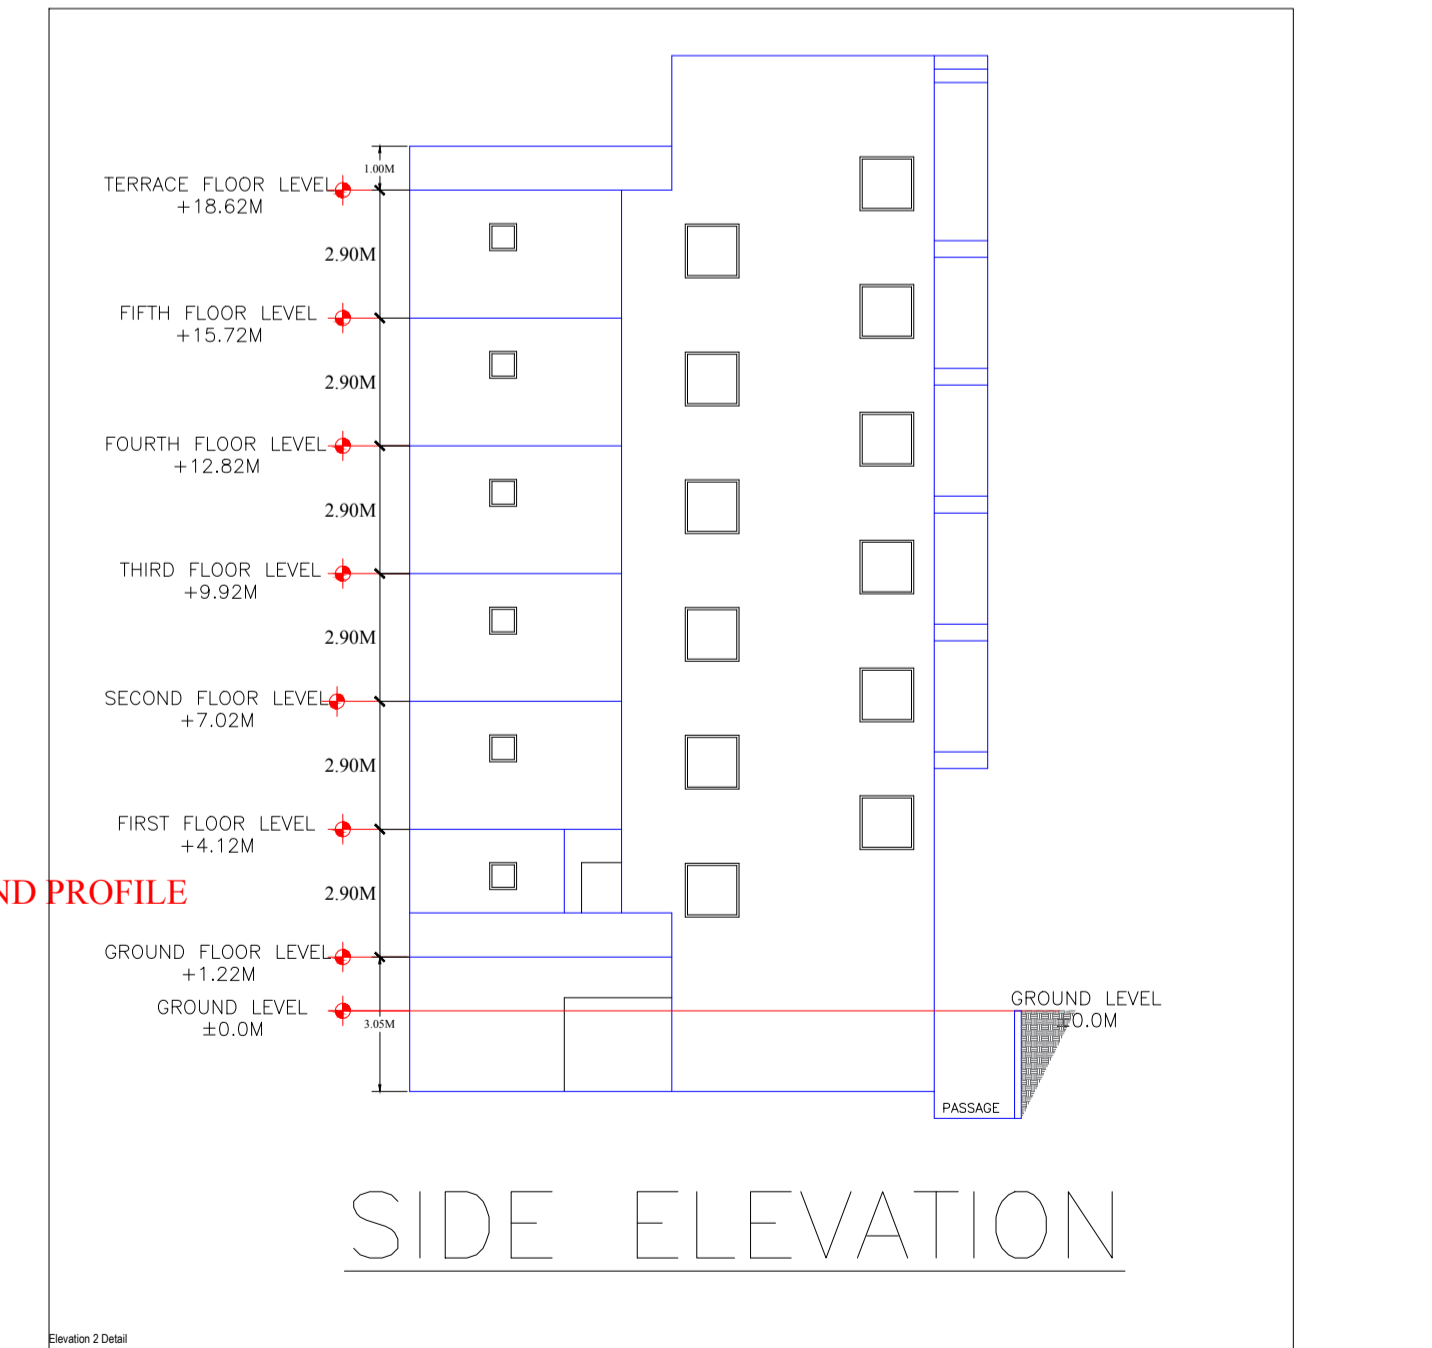 1.00M
TERRACE FLOOR LEVEL
+18.62M
2.90M
FIFTH FLOOR LEVEL
+15.72M
2.90M
FOURTH FLOOR LEVEL
+12.82M
2.90M
THIRD FLOOR LEVEL
+9.92M
2.90M
SECOND FLOOR LEVEL
+7.02M
2.90M
FIRST FLOOR LEVEL
+4.12M
ND PROFILE
2.90M
GROUND FLOOR LEVEL
+1.22M
GROUND LEVEL
±0.0M
3.05M
GROUND LEVEL
±0.0M
PASSAGE
SIDE ELEVATION
Elevation 2 Detail